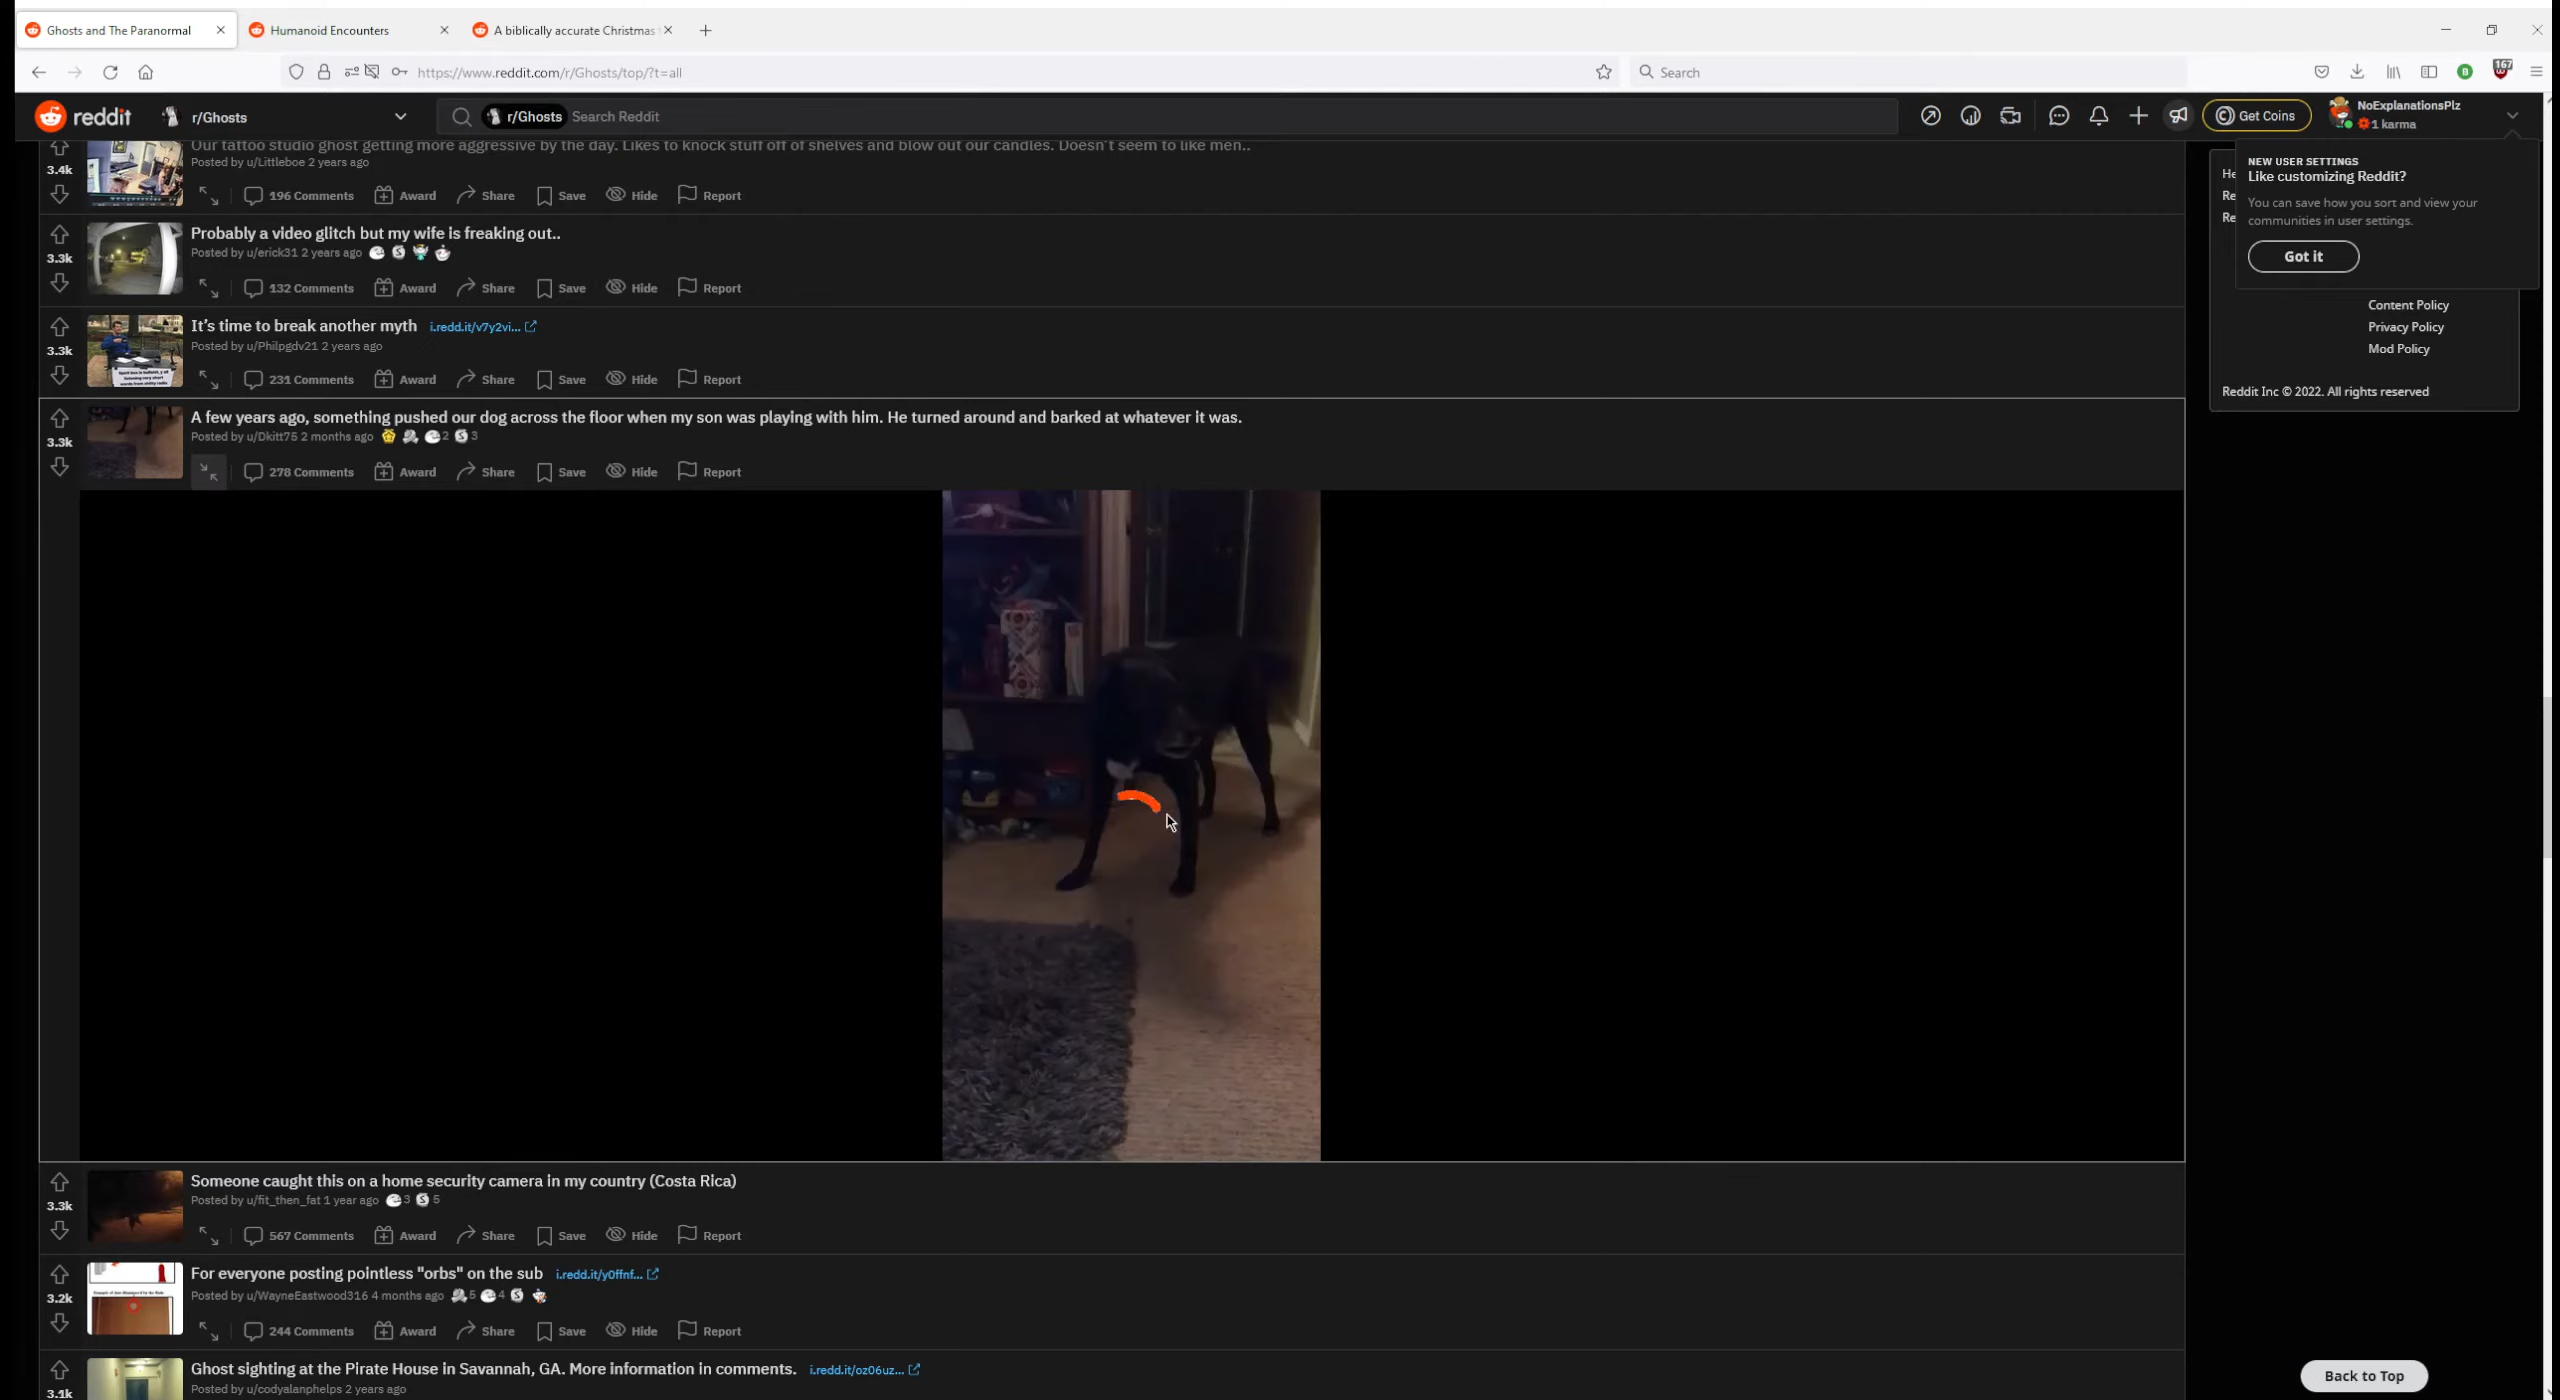 Ghosts and The Paranormal
Humanoid Encounters
A biblically accurate Christmas
https://www.reddit.com/r/Ghosts/top/?t=all
Search
167
reddit
r/Ghosts
r/Ghosts Search Reddit
Get Coins
NoExplanationsPlz
1 karma
Our tattoo studio ghost getting more aggressive by the day. Likes to knock stuff off of shelves and blow out our candles. Doesn't seem to like men..
Posted by u/Littleboe 2 years ago
3.4k
196 Comments Award Share Save Hide Report
Probably a video glitch but my wife is freaking out..
Posted by u/erick31 2 years ago
3.3k
132 Comments Award Share Save Hide Report
It's time to break another myth i.redd.it/v7y2vi...
Posted by u/Philpgdv21 2 years ago
3.3k
231 Comments Award Share Save Hide Report
A few years ago, something pushed our dog across the floor when my son was playing with him. He turned around and barked at whatever it was.
Posted by u/Dkitt75 2 months ago 2 3
3.3k
278 Comments Award Share Save Hide Report
Someone caught this on a home security camera in my country (Costa Rica)
Posted by u/fit_then_fat 1 year ago 3 5
3.3k
567 Comments Award Share Save Hide Report
For everyone posting pointless "orbs" on the sub i.redd.it/y0ffnf...
Posted by u/WayneEastwood316 4 months ago 5 4
3.2k
244 Comments Award Share Save Hide Report
Ghost sighting at the Pirate House in Savannah, GA. More information in comments. i.redd.it/oz06uz...
Posted by u/codyalanphelps 2 years ago
3.1k
He
Re
Re
NEW USER SETTINGS
Like customizing Reddit?
You can save how you sort and view your
communities in user settings.
Got it
Content Policy
Privacy Policy
Mod Policy
Reddit Inc © 2022. All rights reserved
Back to Top